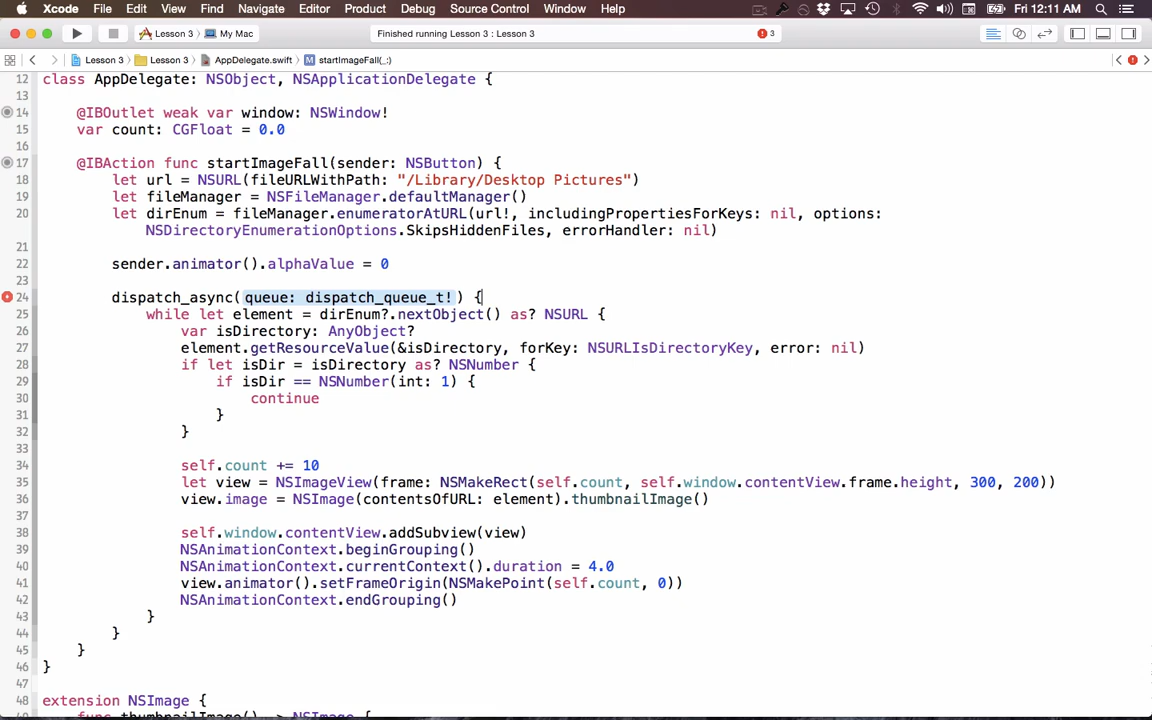 Xcode File Edit View Find Navigate Editor Product Debug Source Control Window Help Fri 12:11 AM
Lesson 3 My Mac Finished running Lesson 3 : Lesson 3 3
Lesson 3 Lesson 3 AppDelegate.swift M startImageFall(_:)
12 class AppDelegate: NSObject, NSApplicationDelegate {
13
14 @IBOutlet weak var window: NSWindow!
15 var count: CGFloat = 0.0
16
17 @IBAction func startImageFall(sender: NSButton) {
18 let url = NSURL(fileURLWithPath: "/Library/Desktop Pictures")
19 let fileManager = NSFileManager.defaultManager()
20 let dirEnum = fileManager.enumeratorAtURL(url!, includingPropertiesForKeys: nil, options:
NSDirectoryEnumerationOptions.SkipsHiddenFiles, errorHandler: nil)
21
22 sender.animator().alphaValue = 0
23
24 dispatch_async(queue: dispatch_queue_t!) {
25 while let element = dirEnum?.nextObject() as? NSURL {
26 var isDirectory: AnyObject?
27 element.getResourceValue(&isDirectory, forKey: NSURLIsDirectoryKey, error: nil)
28 if let isDir = isDirectory as? NSNumber {
29 if isDir == NSNumber(int: 1) {
30 continue
31 }
32 }
33
34 self.count += 10
35 let view = NSImageView(frame: NSMakeRect(self.count, self.window.contentView.frame.height, 300, 200))
36 view.image = NSImage(contentsOfURL: element).thumbnailImage()
37
38 self.window.contentView.addSubview(view)
39 NSAnimationContext.beginGrouping()
40 NSAnimationContext.currentContext().duration = 4.0
41 view.animator().setFrameOrigin(NSMakePoint(self.count, 0))
42 NSAnimationContext.endGrouping()
43 }
44 }
45 }
46 }
47
48 extension NSImage {
func thumbnailImage() -> NSImage {